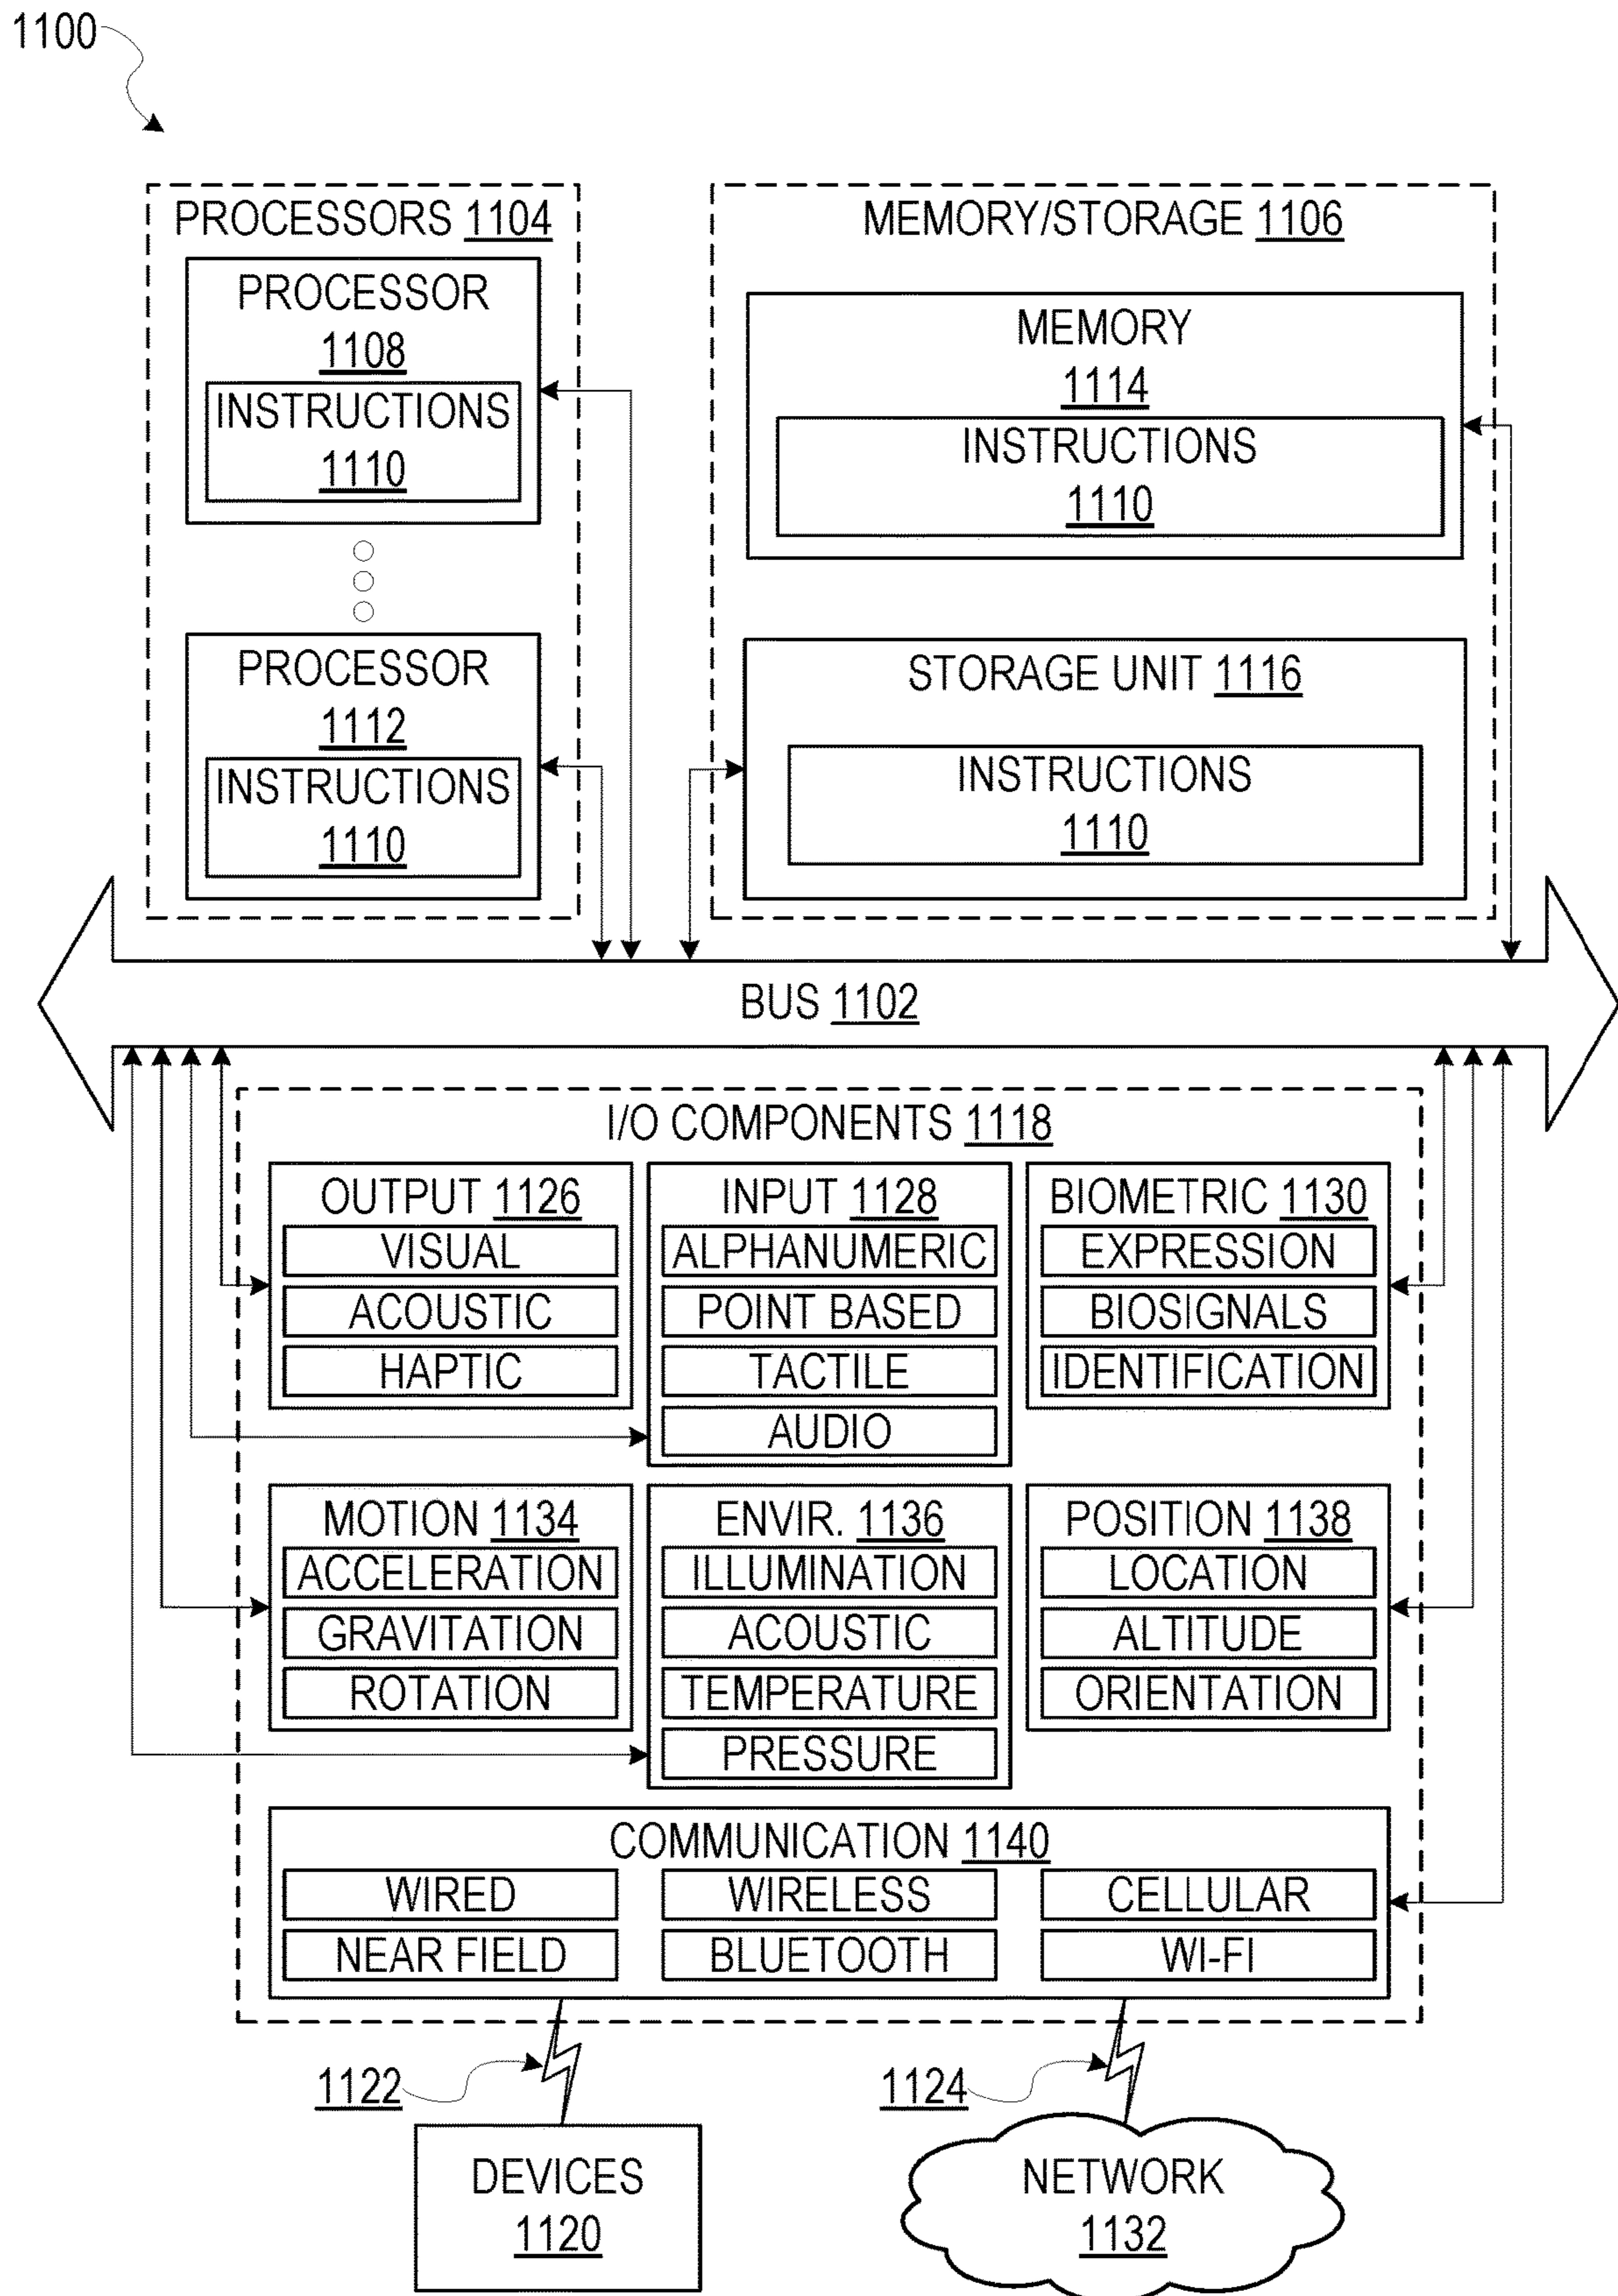 1100
PROCESSORS 1104
PROCESSOR
1108
INSTRUCTIONS
1110
PROCESSOR
1112
INSTRUCTIONS
1110
MEMORY/STORAGE 1106
MEMORY
1114
INSTRUCTIONS
1110
STORAGE UNIT 1116
INSTRUCTIONS
1110
BUS 1102
I/O COMPONENTS 1118
OUTPUT 1126
VISUAL
ACOUSTIC
HAPTIC
INPUT 1128
ALPHANUMERIC
POINT BASED
TACTILE
AUDIO
BIOMETRIC 1130
EXPRESSION
BIOSIGNALS
IDENTIFICATION
MOTION 1134
ACCELERATION
GRAVITATION
ROTATION
ENVIR. 1136
ILLUMINATION
ACOUSTIC
TEMPERATURE
PRESSURE
POSITION 1138
LOCATION
ALTITUDE
ORIENTATION
COMMUNICATION 1140
WIRED
WIRELESS
CELLULAR
NEAR FIELD
BLUETOOTH
WI-FI
1122
1124
DEVICES
1120
NETWORK
1132